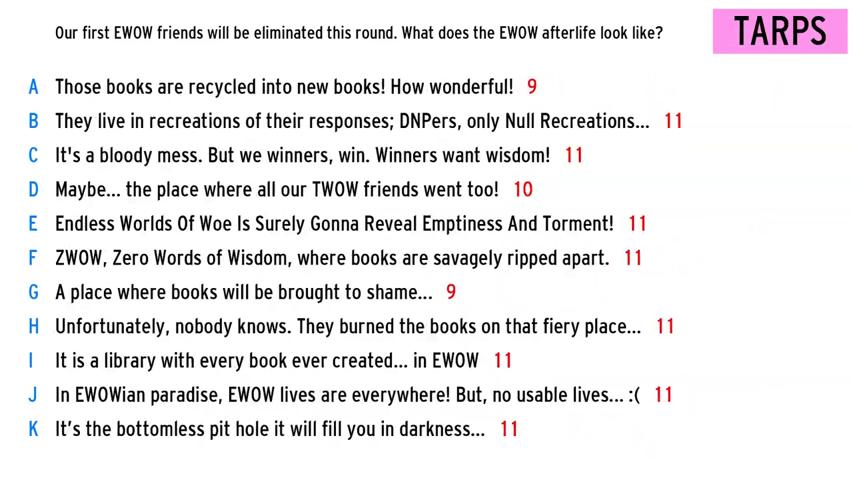 Our first EWOW friends will be eliminated this round. What does the EWOW afterlife look like?
TARPS
A Those books are recycled into new books! How wonderful! 9
B They live in recreations of their responses; DNPers, only Null Recreations... 11
C It's a bloody mess. But we winners, win. Winners want wisdom! 11
D Maybe... the place where all our TWOW friends went too! 10
E Endless Worlds Of Woe Is Surely Gonna Reveal Emptiness And Torment! 11
F ZWOW, Zero Words of Wisdom, where books are savagely ripped apart. 11
G A place where books will be brought to shame... 9
H Unfortunately, nobody knows. They burned the books on that fiery place... 11
I It is a library with every book ever created... in EWOW 11
J In EWOWian paradise, EWOW lives are everywhere! But, no usable lives... :( 11
K It’s the bottomless pit hole it will fill you in darkness... 11